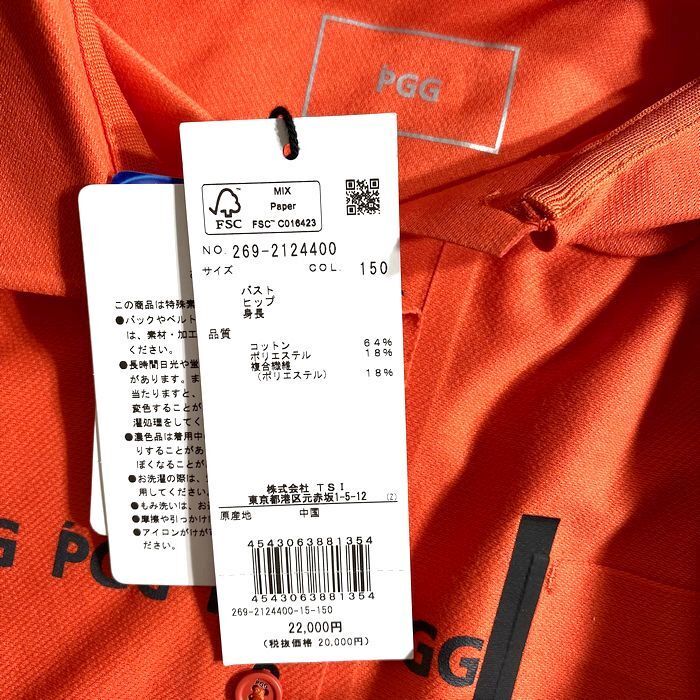 PGG
MIX
Paper
FSC
FSC™ C016423
NO. 269-2124400
サイズ COL. 150
バスト
ヒップ
身長
品質
コットン 64%
ポリエステル 18%
複合繊維
(ポリエステル) 18%
株式会社 TSI
東京都港区元赤坂1-5-12 (Z)
原産地 中国
4543063881354
4543063881354
269-2124400-15-150
22,000円
(税抜価格 20,000円)
この商品は特殊素
●バックやベルト
は、素材・加工
ください。
●長時間日光や蛍
があります。ま
当たりますと、
変色することが
濯処理をしてく
●濃色品は着用中
りすることがあ
ぽくなることが
●お洗濯の際は、
用してください。
●もみ洗いは、お
●摩擦や引っかけ
●アイロンがけが
ださい。
G PGG PGG
PGG